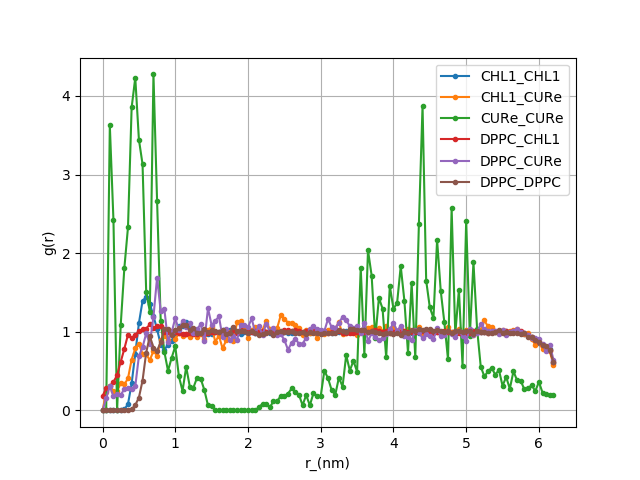 CHL1_CHL1
CHL1_CURe
CURe_CURe
DPPC_CHL1
DPPC_CURe
DPPC_DPPC
4
3
2
1
0
g(r)
0 1 2 3 4 5 6
r_(nm)